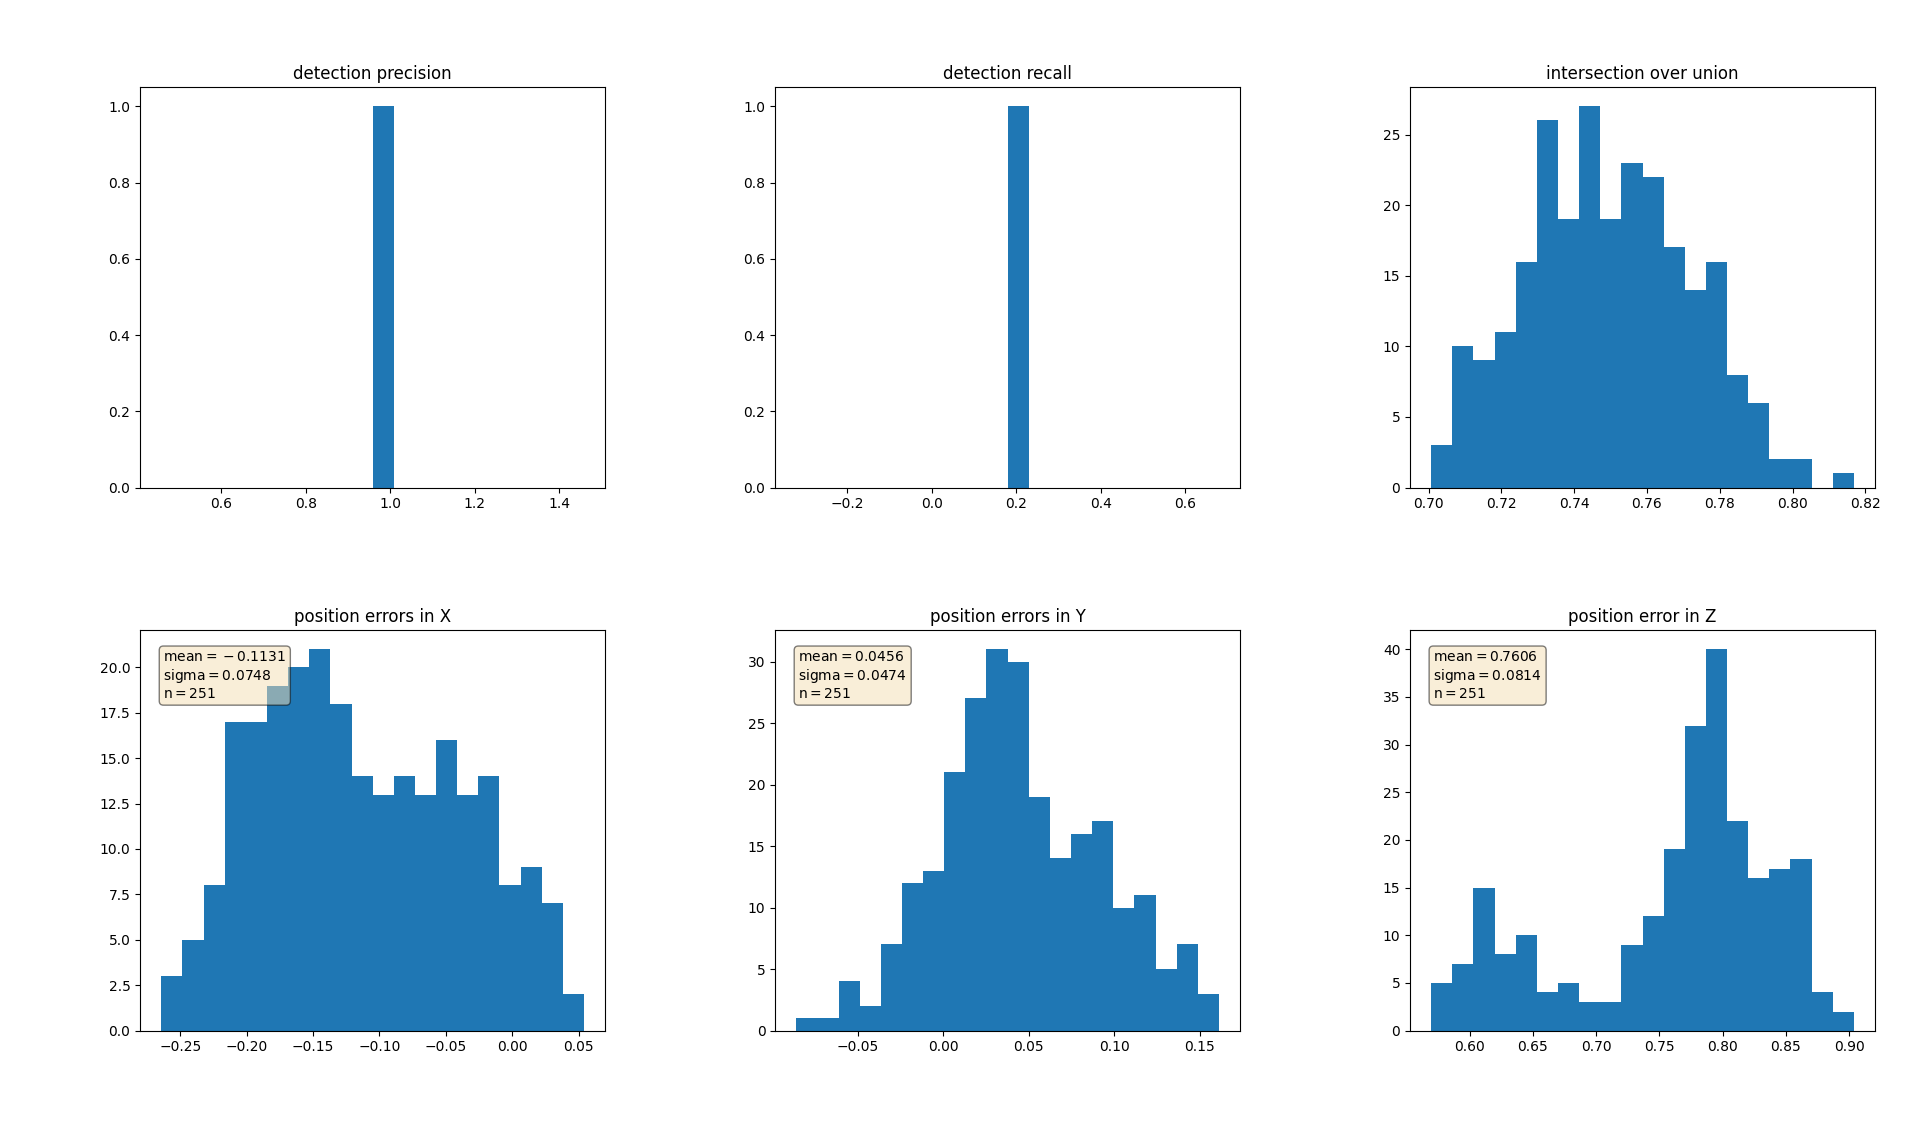 detection precision
1.0
0.8
0.6
0.4
0.2
0.0
0.6 0.8 1.0 1.2 1.4
detection recall
1.0
0.8
0.6
0.4
0.2
0.0
−0.2 0.0 0.2 0.4 0.6
intersection over union
25
20
15
10
5
0
0.70 0.72 0.74 0.76 0.78 0.80 0.82
position errors in X
mean = −0.1131
sigma = 0.0748
n = 251
20.0
17.5
15.0
12.5
10.0
7.5
5.0
2.5
0.0
−0.25 −0.20 −0.15 −0.10 −0.05 0.00 0.05
position errors in Y
mean = 0.0456
sigma = 0.0474
n = 251
30
25
20
15
10
5
0
−0.05 0.00 0.05 0.10 0.15
position error in Z
mean = 0.7606
sigma = 0.0814
n = 251
40
35
30
25
20
15
10
5
0
0.60 0.65 0.70 0.75 0.80 0.85 0.90